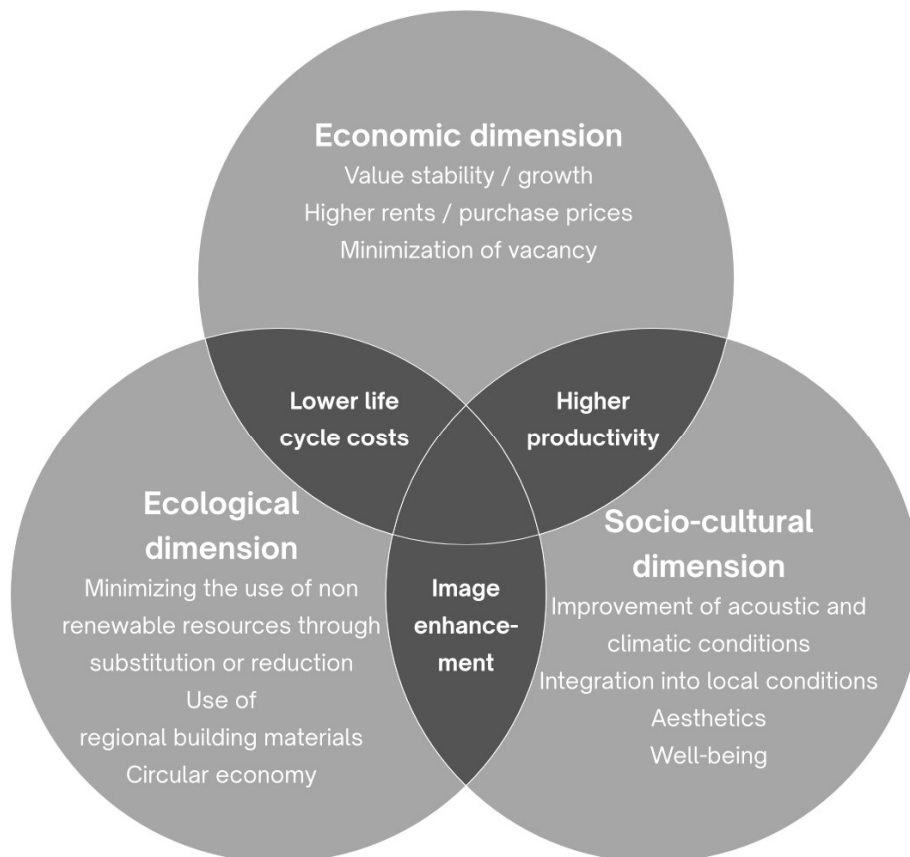 Economic dimension
Value stability / growth
Higher rents / purchase prices
Minimization of vacancy
Lower life
cycle costs
Higher
productivity
Ecological
dimension
Minimizing the use of non
renewable resources through
substitution or reduction
Use of
regional building materials
Circular economy
Image
enhance-
ment
Socio-cultural
dimension
Improvement of acoustic and
climatic conditions
Integration into local conditions
Aesthetics
Well-being